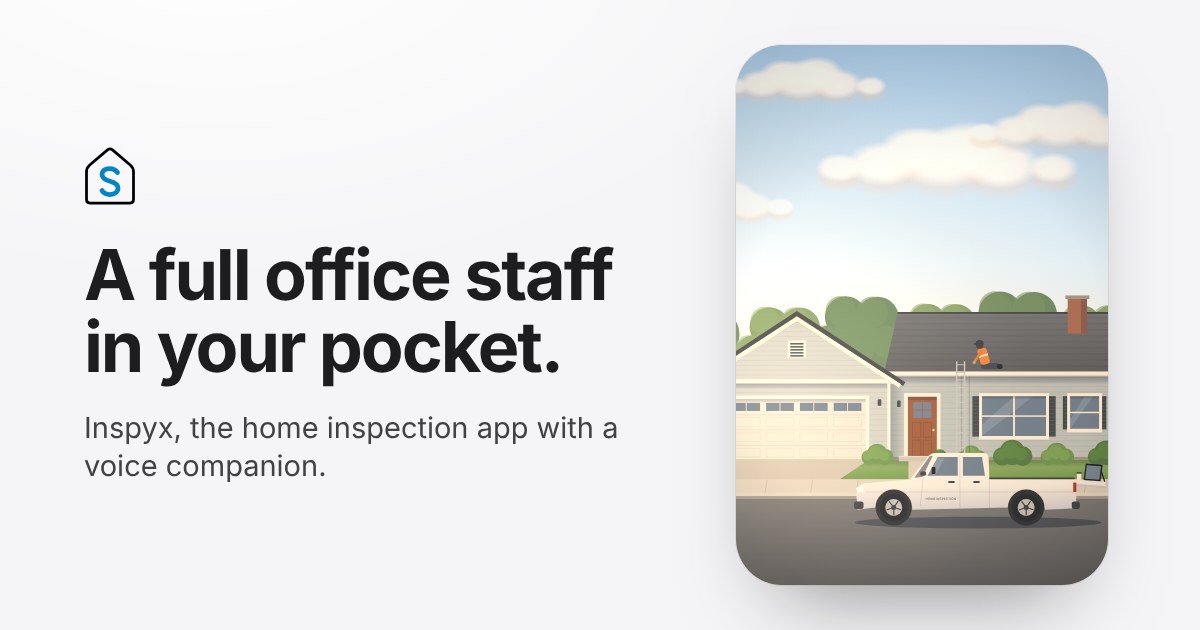 S
A full office staff
in your pocket.
Inspyx, the home inspection app with a
voice companion.